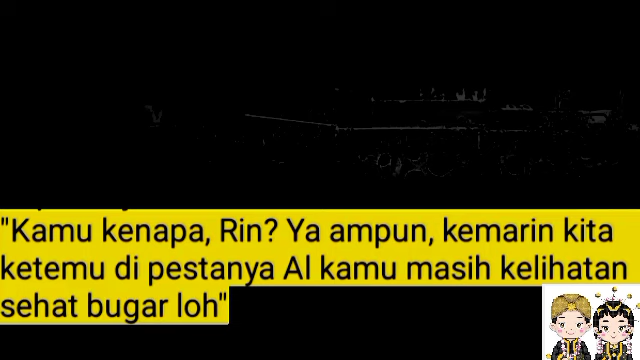 "Kamu kenapa, Rin? Ya ampun, kemarin kita
ketemu di pestanya Al kamu masih kelihatan
sehat bugar loh"